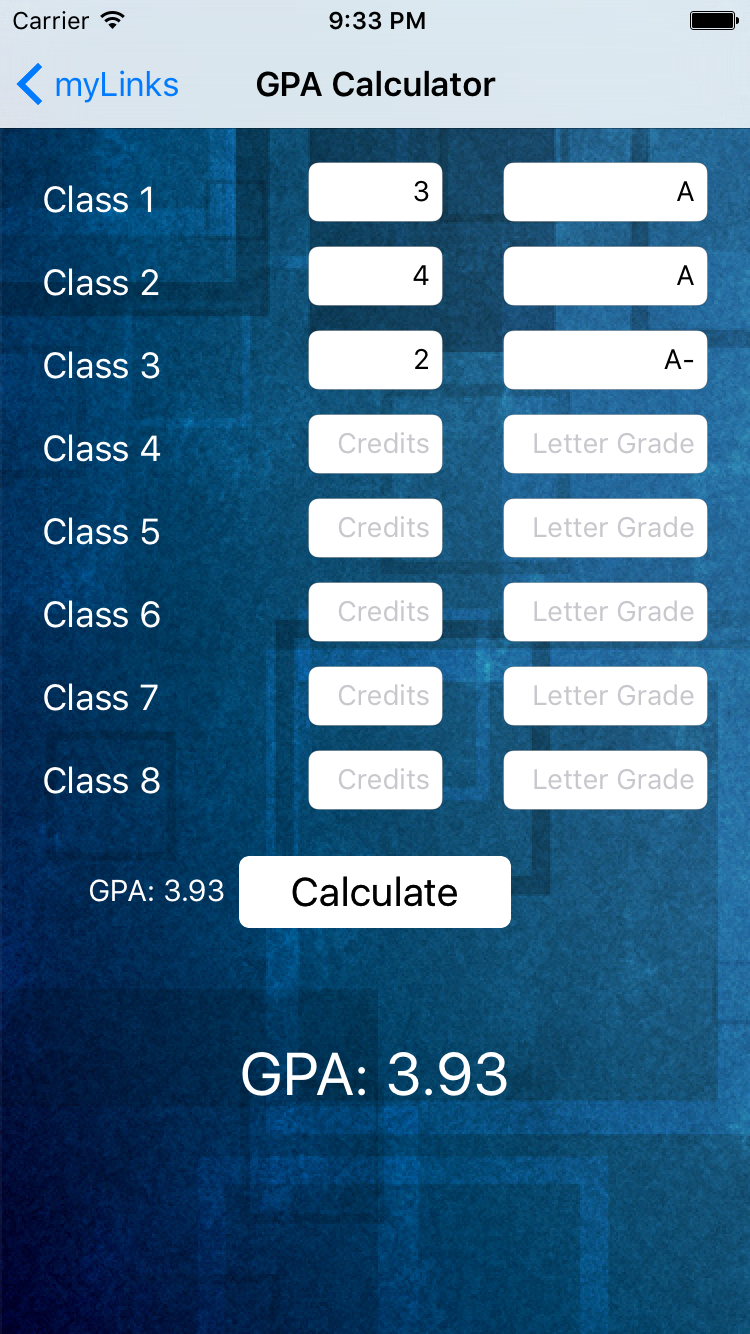 Carrier 9:33 PM
myLinks GPA Calculator
Class 1 3 A
Class 2 4 A
Class 3 2 A-
Class 4 Credits Letter Grade
Class 5 Credits Letter Grade
Class 6 Credits Letter Grade
Class 7 Credits Letter Grade
Class 8 Credits Letter Grade
GPA: 3.93 Calculate
GPA: 3.93